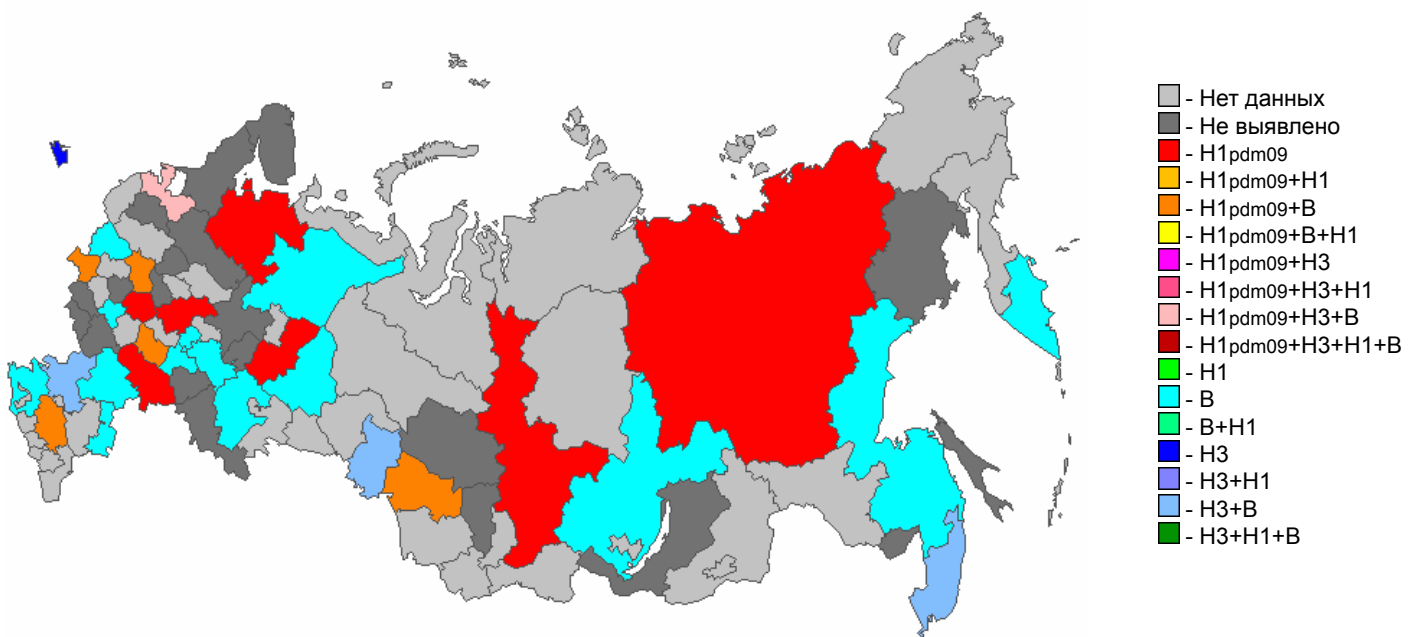 - Нет данных
- Не выявлено
- H1pdm09
- H1pdm09+H1
- H1pdm09+B
- H1pdm09+B+H1
- H1pdm09+H3
- H1pdm09+H3+H1
- H1pdm09+H3+B
- H1pdm09+H3+H1+B
- H1
- B
- B+H1
- H3
- H3+H1
- H3+B
- H3+H1+B